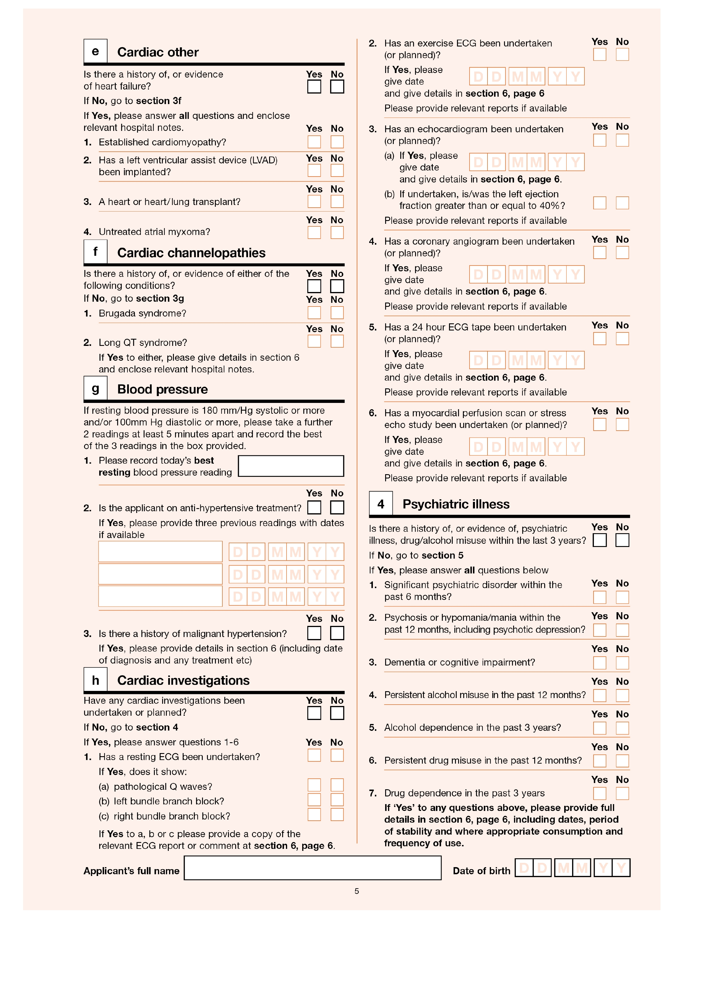 e Cardiac other
Is there a history of, or evidence
of heart failure?
Yes No
If No, go to section 3f
If Yes, please answer all questions and enclose
relevant hospital notes.
Yes No
1. Established cardiomyopathy?
2. Has a left ventricular assist device (LVAD)
been implanted?
Yes No
Yes No
3. A heart or heart/lung transplant?
Yes No
4. Untreated atrial myxoma?
f Cardiac channelopathies
Is there a history of, or evidence of either of the
following conditions?
Yes No
If No, go to section 3g
Yes No
1. Brugada syndrome?
Yes No
2. Long QT syndrome?
If Yes to either, please give details in section 6
and enclose relevant hospital notes.
g Blood pressure
If resting blood pressure is 180 mm/Hg systolic or more
and/or 100mm Hg diastolic or more, please take a further
2 readings at least 5 minutes apart and record the best
of the 3 readings in the box provided.
1. Please record today's best
resting blood pressure reading
Yes No
2. Is the applicant on anti-hypertensive treatment?
If Yes, please provide three previous readings with dates
if available
D D M M Y Y
D D M M Y Y
D D M M Y Y
Yes No
3. Is there a history of malignant hypertension?
If Yes, please provide details in section 6 (including date
of diagnosis and any treatment etc)
h Cardiac investigations
Have any cardiac investigations been
undertaken or planned?
Yes No
If No, go to section 4
If Yes, please answer questions 1-6
Yes No
1. Has a resting ECG been undertaken?
If Yes, does it show:
(a) pathological Q waves?
(b) left bundle branch block?
(c) right bundle branch block?
If Yes to a, b or c please provide a copy of the
relevant ECG report or comment at section 6, page 6.
2. Has an exercise ECG been undertaken
(or planned)?
Yes No
If Yes, please
give date
D D M M Y Y
and give details in section 6, page 6
Please provide relevant reports if available
3. Has an echocardiogram been undertaken
(or planned)?
Yes No
(a) If Yes, please
give date
D D M M Y Y
and give details in section 6, page 6.
(b) If undertaken, is/was the left ejection
fraction greater than or equal to 40%?
Please provide relevant reports if available
4. Has a coronary angiogram been undertaken
(or planned)?
Yes No
If Yes, please
give date
D D M M Y Y
and give details in section 6, page 6.
Please provide relevant reports if available
5. Has a 24 hour ECG tape been undertaken
(or planned)?
Yes No
If Yes, please
give date
D D M M Y Y
and give details in section 6, page 6.
Please provide relevant reports if available
6. Has a myocardial perfusion scan or stress
echo study been undertaken (or planned)?
Yes No
If Yes, please
give date
D D M M Y Y
and give details in section 6, page 6.
Please provide relevant reports if available
4 Psychiatric illness
Is there a history of, or evidence of, psychiatric
illness, drug/alcohol misuse within the last 3 years?
Yes No
If No, go to section 5
If Yes, please answer all questions below
1. Significant psychiatric disorder within the
past 6 months?
Yes No
2. Psychosis or hypomania/mania within the
past 12 months, including psychotic depression?
Yes No
Yes No
3. Dementia or cognitive impairment?
Yes No
4. Persistent alcohol misuse in the past 12 months?
Yes No
5. Alcohol dependence in the past 3 years?
Yes No
6. Persistent drug misuse in the past 12 months?
Yes No
7. Drug dependence in the past 3 years
If ‘Yes’ to any questions above, please provide full
details in section 6, page 6, including dates, period
of stability and where appropriate consumption and
frequency of use.
Applicant's full name
Date of birth D D M M Y Y
5